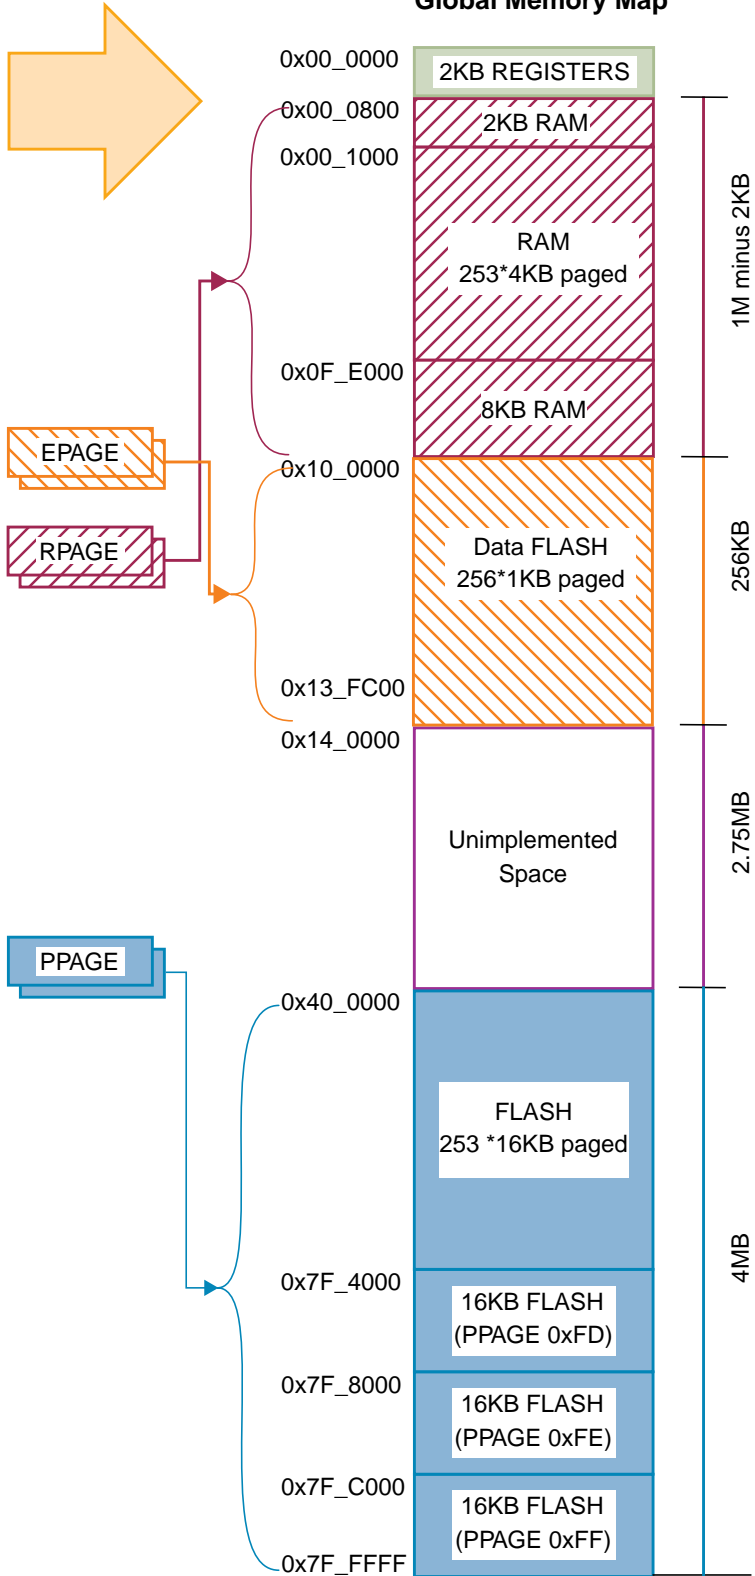 Global Memory Map
0x00_0000
2KB REGISTERS
0x00_0800
2KB RAM
0x00_1000
RAM
253*4KB paged
1M minus 2KB
0x0F_E000
8KB RAM
EPAGE
0x10_0000
RPAGE
Data FLASH
256*1KB paged
256KB
0x13_FC00
0x14_0000
Unimplemented
Space
2.75MB
PPAGE
0x40_0000
FLASH
253 *16KB paged
4MB
0x7F_4000
16KB FLASH
(PPAGE 0xFD)
0x7F_8000
16KB FLASH
(PPAGE 0xFE)
0x7F_C000
16KB FLASH
(PPAGE 0xFF)
0x7F_FFFF